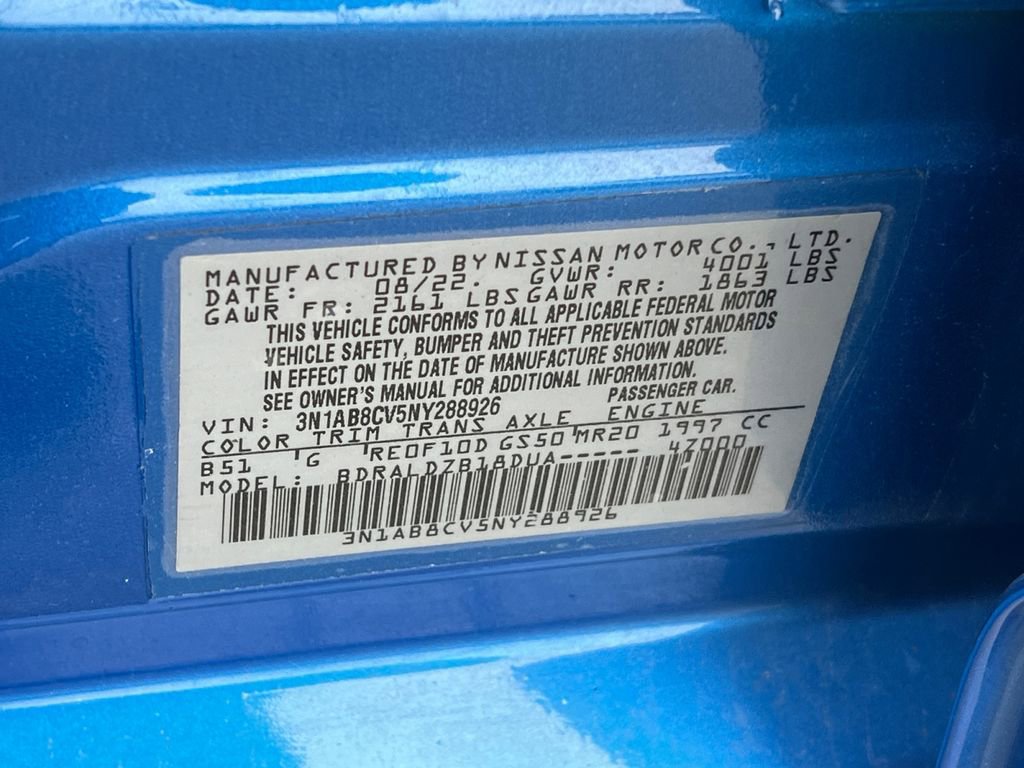 MANUFACTURED BY NISSAN MOTOR CO., LTD.
DATE: 08/22. GVWR: 4001 LBS
GAWR FR: 2161 LBS GAWR RR: 1863 LBS
THIS VEHICLE CONFORMS TO ALL APPLICABLE FEDERAL MOTOR
VEHICLE SAFETY, BUMPER AND THEFT PREVENTION STANDARDS
IN EFFECT ON THE DATE OF MANUFACTURE SHOWN ABOVE.
SEE OWNER'S MANUAL FOR ADDITIONAL INFORMATION.
VIN: 3N1AB8CV5NY288926 PASSENGER CAR.
COLOR TRIM TRANS AXLE ENGINE
B51 G RE0F10D GS50 MR20 1997 CC
MODEL: BDRALDZB18DUA----- 47000
3N1AB8CV5NY288926